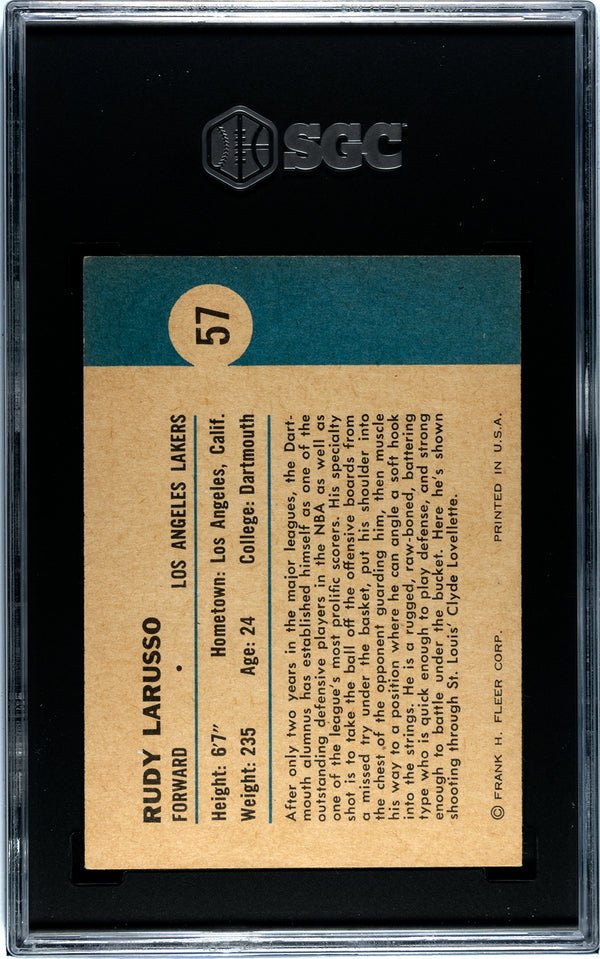 SGC
57
RUDY LARUSSO
FORWARD • LOS ANGELES LAKERS
Height: 6'7" Hometown: Los Angeles, Calif.
Weight: 235 Age: 24 College: Dartmouth
After only two years in the major leagues, the Dart-
mouth alumnus has established himself as one of the
outstanding defensive players in the NBA as well as
one of the league's most prolific scorers. His specialty
shot is to take the ball off the offensive boards from
a missed try under the basket, put his shoulder into
the chest of the opponent guarding him, then muscle
his way to a position where he can angle a soft hook
into the strings. He is a rugged, raw-boned, battering
type who is quick enough to play defense, and strong
enough to battle under the bucket. Here he's shown
shooting through St. Louis' Clyde Lovellette.
© FRANK H. FLEER CORP. PRINTED IN U.S.A.